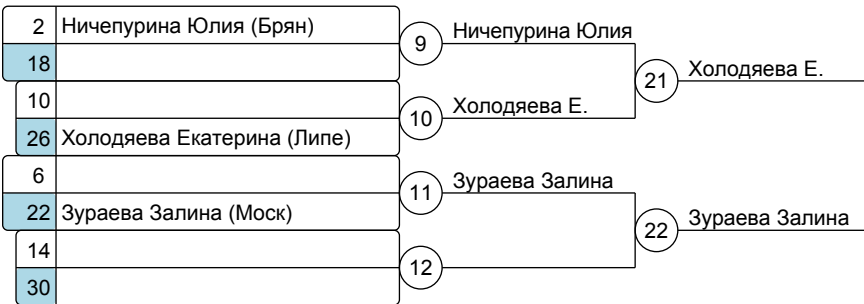 2 Ничепурина Юлия (Брян)
18
9 Ничепурина Юлия
10
26 Холодяева Екатерина (Липе)
10 Холодяева Е.
21 Холодяева Е.
6
22 Зураева Залина (Моск)
11 Зураева Залина
14
30
12
22 Зураева Залина